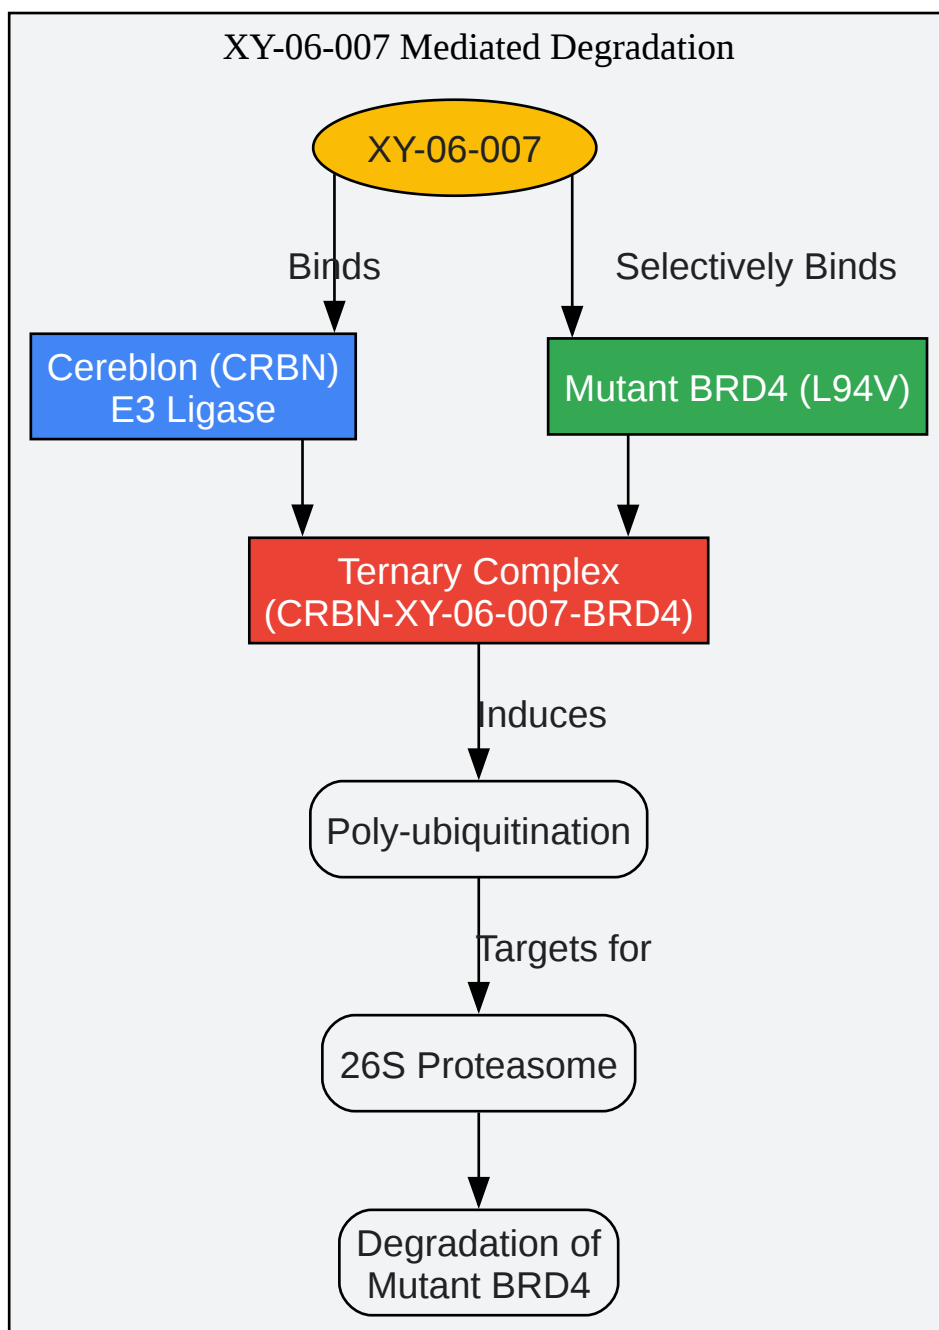 XY-06-007 Mediated Degradation
XY-06-007
Binds
Selectively Binds
Cereblon (CRBN)
E3 Ligase
Mutant BRD4 (L94V)
Ternary Complex
(CRBN-XY-06-007-BRD4)
Induces
Poly-ubiquitination
Targets for
26S Proteasome
Degradation of
Mutant BRD4